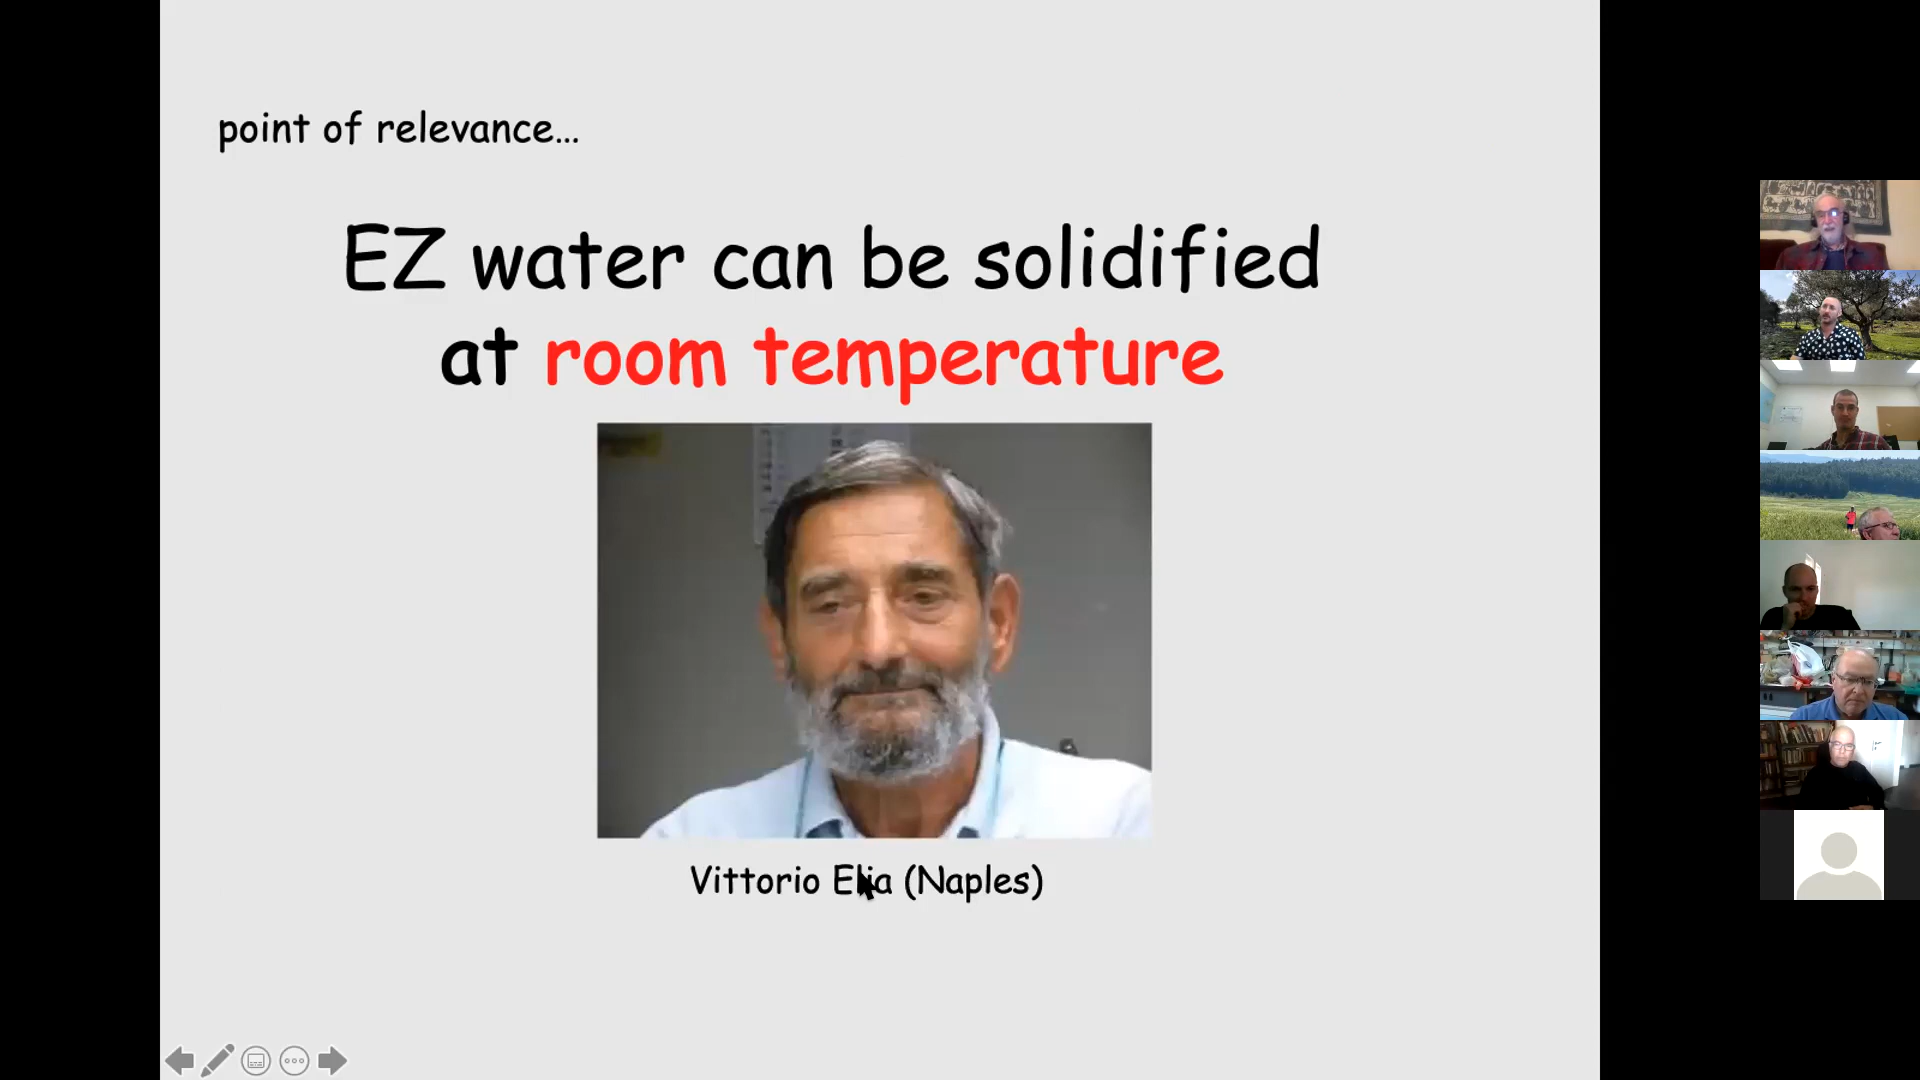 point of relevance...
EZ water can be solidified
at room temperature
Vittorio Elia (Naples)